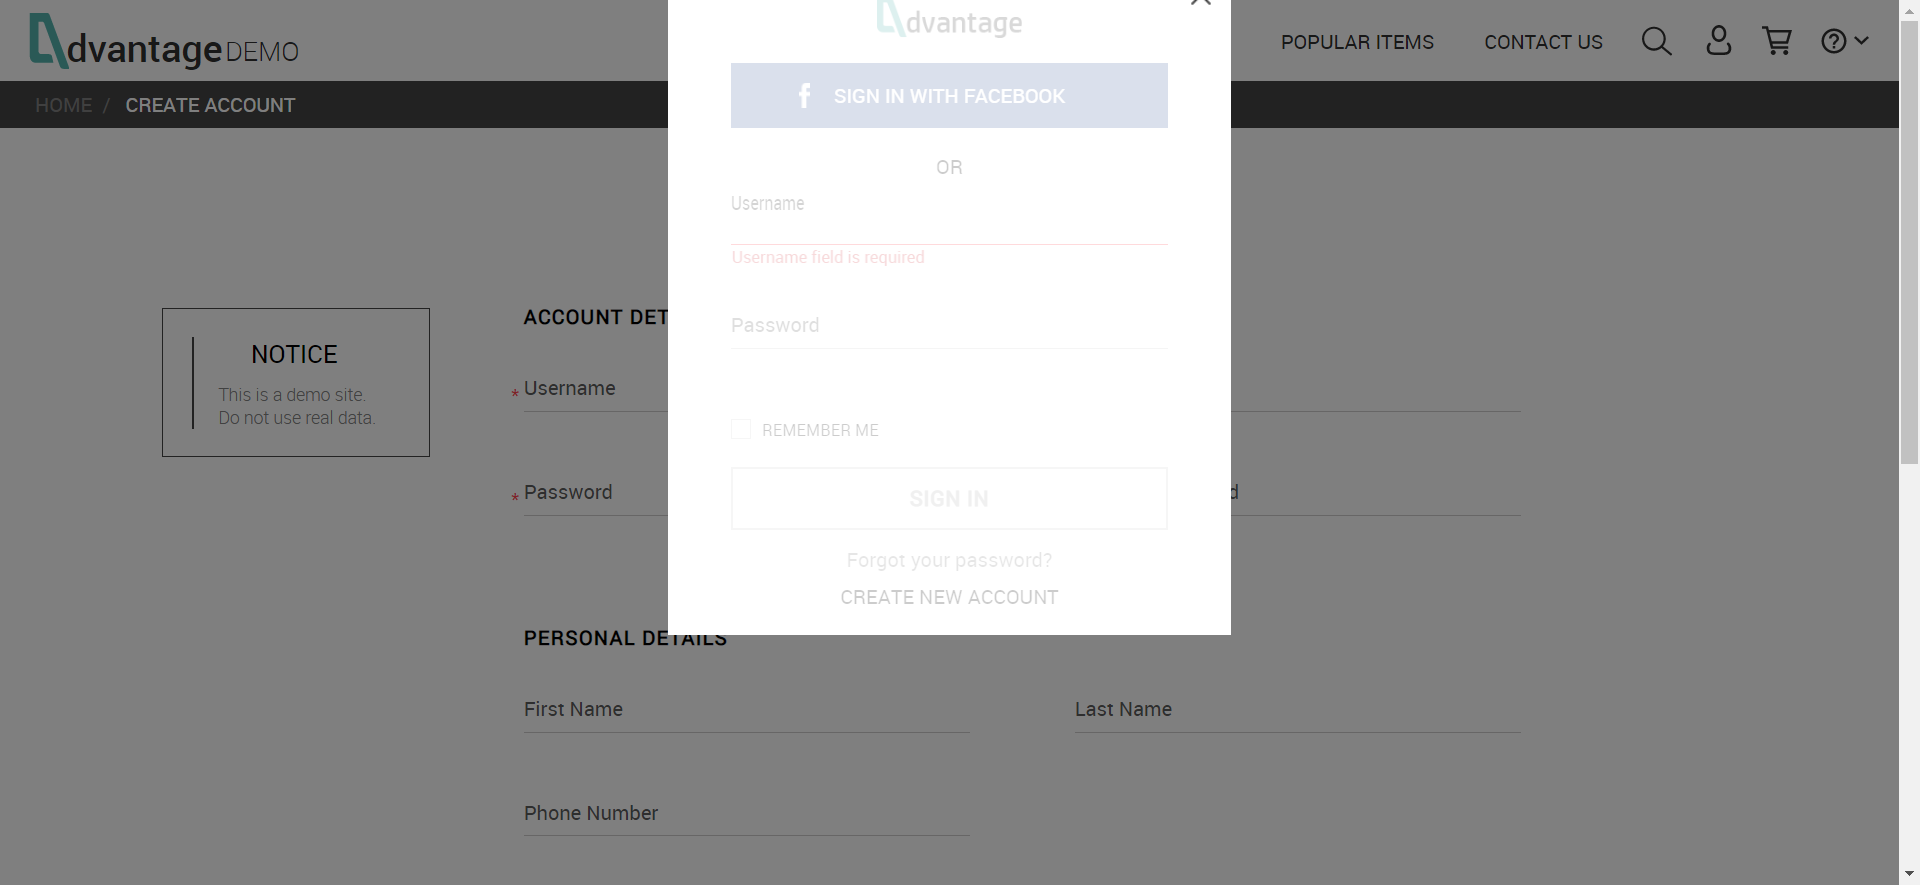 dvantage DEMO
POPULAR ITEMS
CONTACT US
HOME / CREATE ACCOUNT
dvantage
SIGN IN WITH FACEBOOK
OR
Username
Username field is required
Password
REMEMBER ME
SIGN IN
Forgot your password?
CREATE NEW ACCOUNT
NOTICE
This is a demo site.
Do not use real data.
ACCOUNT DET
* Username
* Password
d
PERSONAL DETAILS
First Name
Last Name
Phone Number